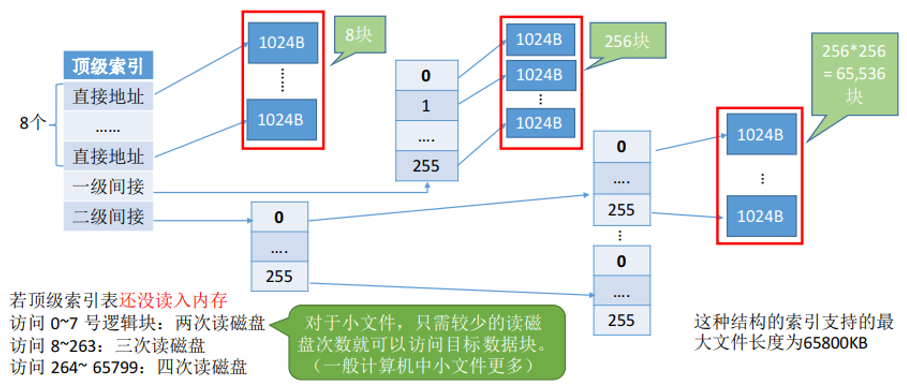 顶级索引
8个
直接地址
……
直接地址
一级间接
二级间接
1024B
……
1024B
8块
0
1
….
255
1024B
1024B
…
1024B
256块
0
….
255
0
….
255
…
0
….
255
1024B
…
1024B
256*256
= 65,536
块
若顶级索引表还没读入内存
访问 0~7 号逻辑块：两次读磁盘
访问 8~263：三次读磁盘
访问 264~ 65799：四次读磁盘
对于小文件，只需较少的读磁
盘次数就可以访问目标数据块。
（一般计算机中小文件更多）
这种结构的索引支持的最
大文件长度为65800KB